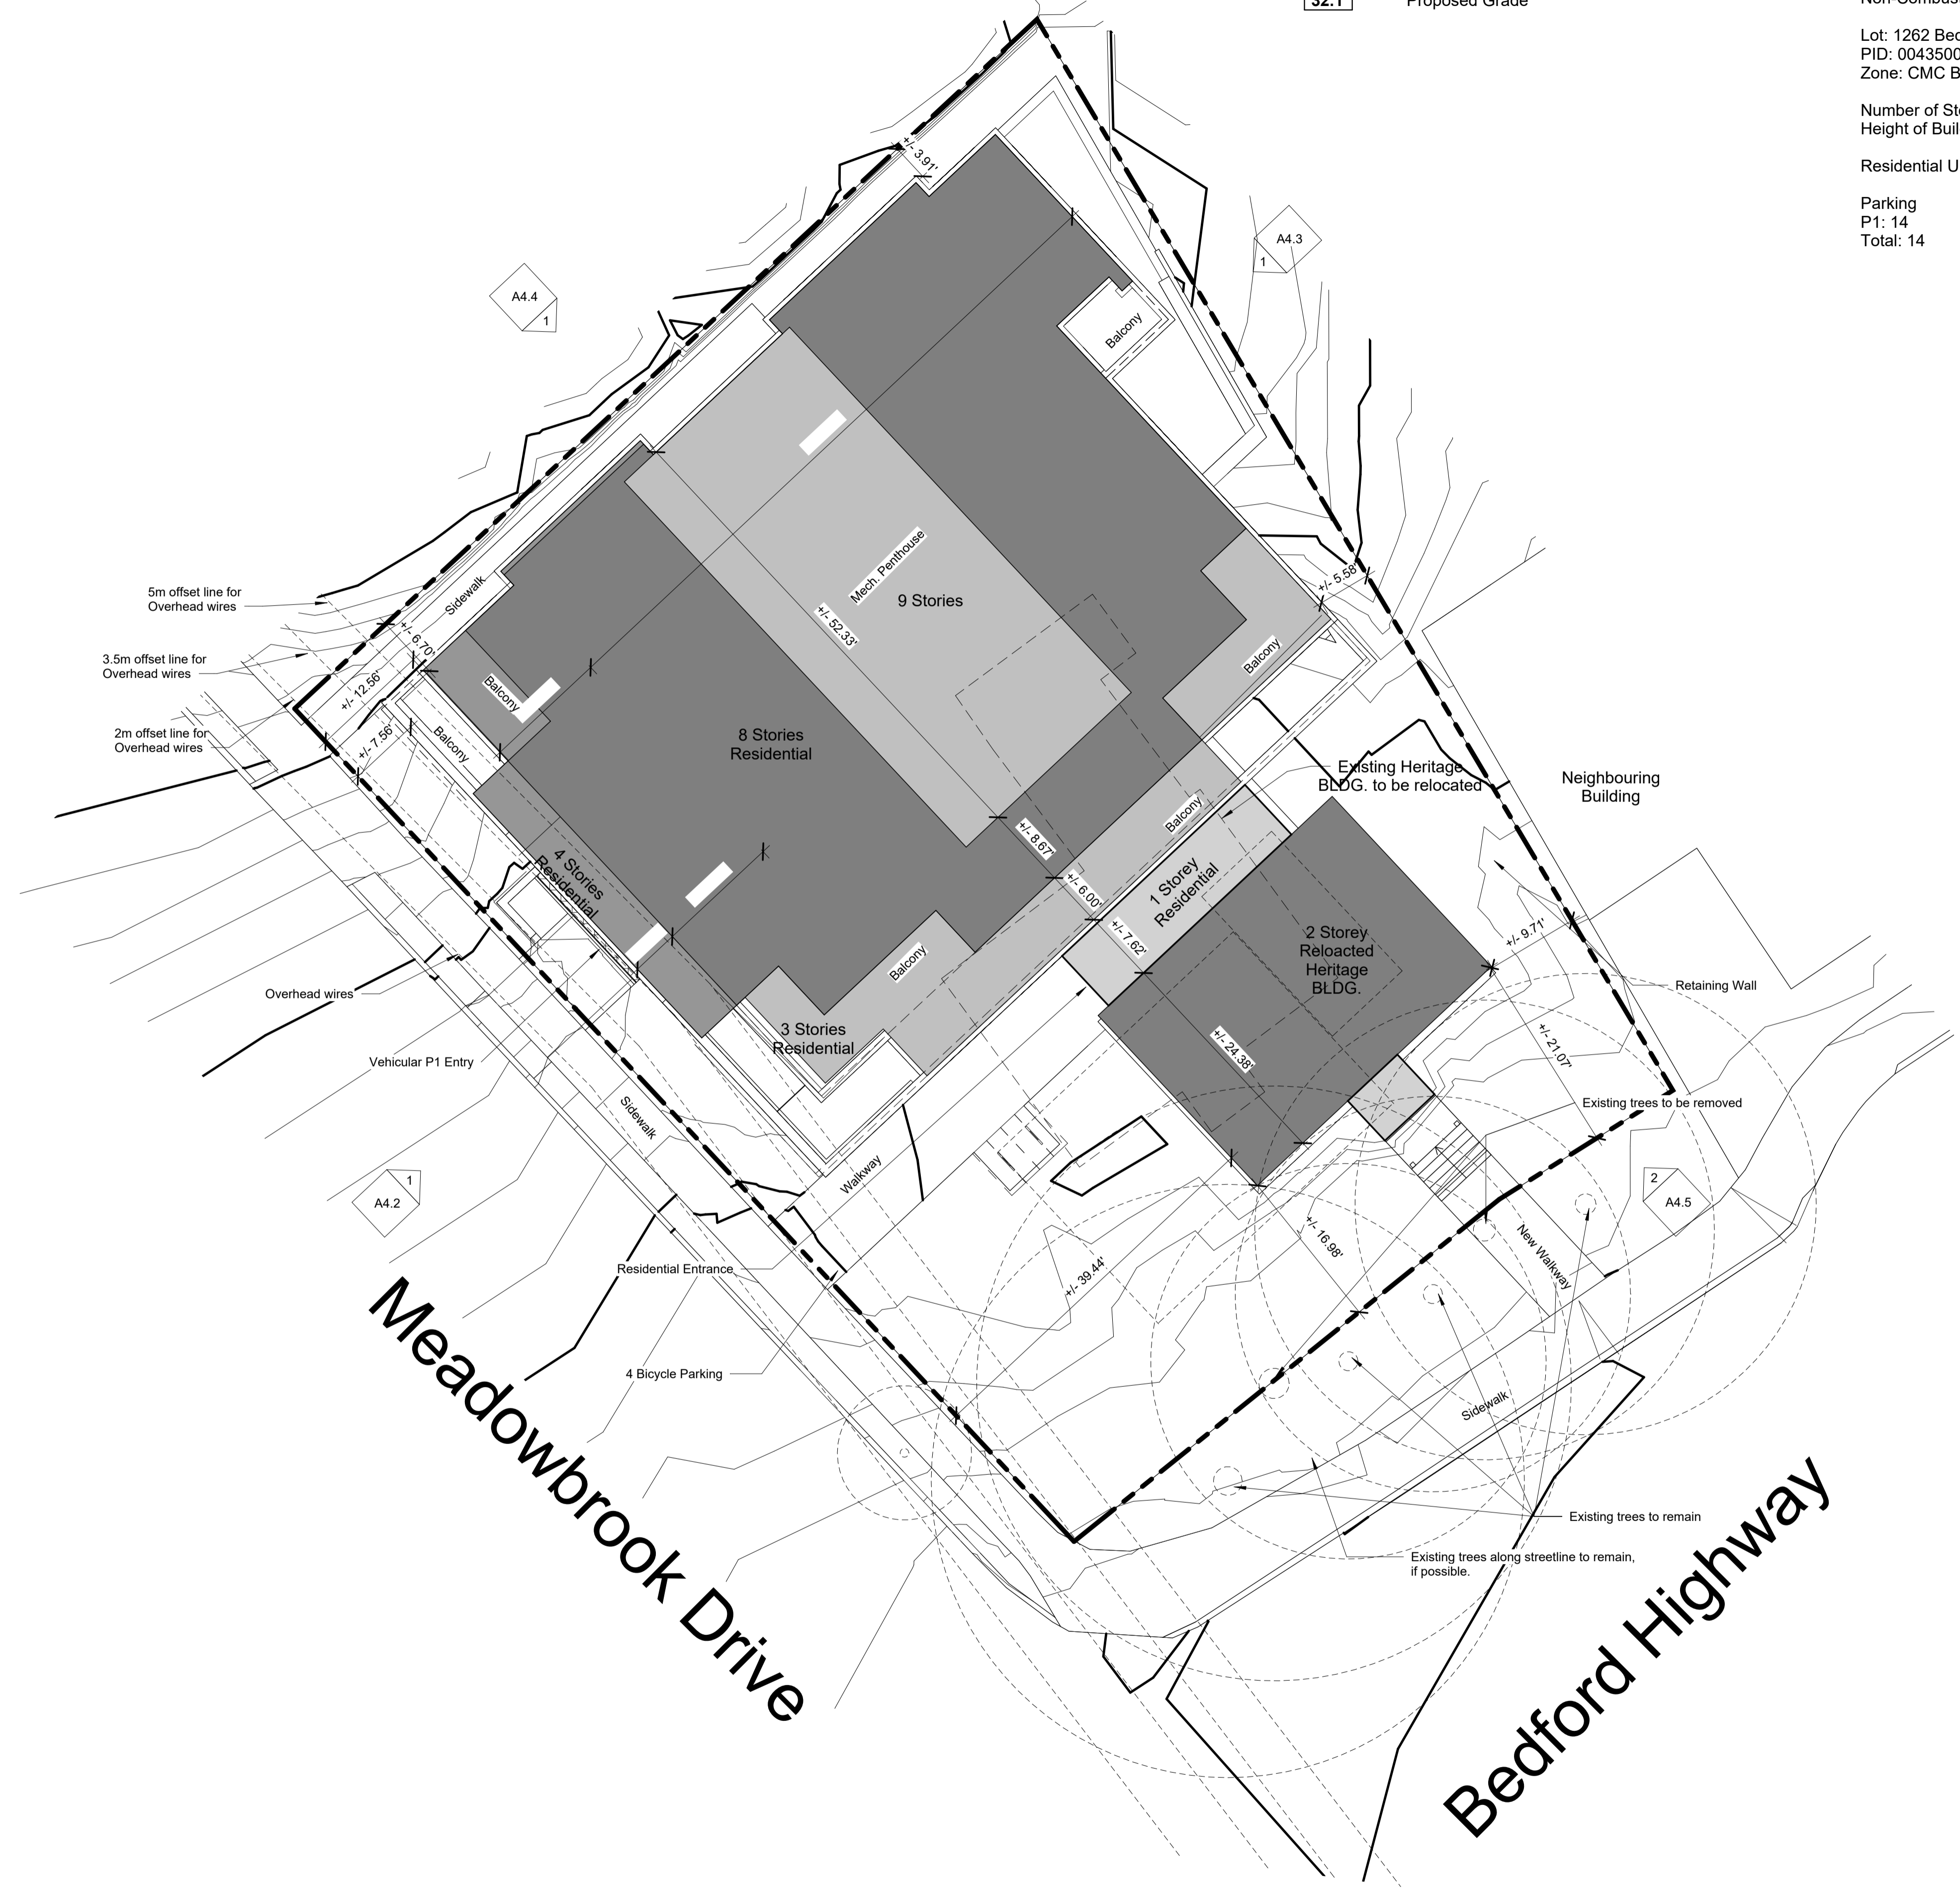 32.1
Proposed Grade
Lot: 1262
PID: 0043500
Zone: CMC
Number of
Height of
Residential
Parking
P1: 14
Total: 14
+/- 3.91'
A4.3
1
A4.4
1
Balcony
Mech. Penthouse
9 Stories
+/- 52.33'
+/- 5.58'
5m offset line for
Overhead wires
Sidewalk
3.5m offset line for
Overhead wires
+/- 6.70'
+/- 12.56'
2m offset line for
Overhead wires
+/- 7.56'
Balcony
Balcony
Balcony
8 Stories
Residential
Existing Heritage
BLDG. to be relocated
Neighbouring
Building
Balcony
+/- 8.67'
+/- 6.00'
+/- 7.62'
1 Storey
Residential
4 Stories
Residential
2 Storey
Reloacted
Heritage
BLDG.
+/- 9.71'
Balcony
Retaining Wall
Overhead wires
3 Stories
Residential
+/- 24.38'
+/- 21.07'
Vehicular P1 Entry
Sidewalk
Existing trees to be removed
Walkway
1
A4.2
2
A4.5
+/- 16.98'
New Walkway
Residential Entrance
+/- 39.44'
4 Bicycle Parking
Sidewalk
Existing trees to remain
Existing trees along streetline to remain,
if possible.
Meadowbrook Drive
Bedford Highway